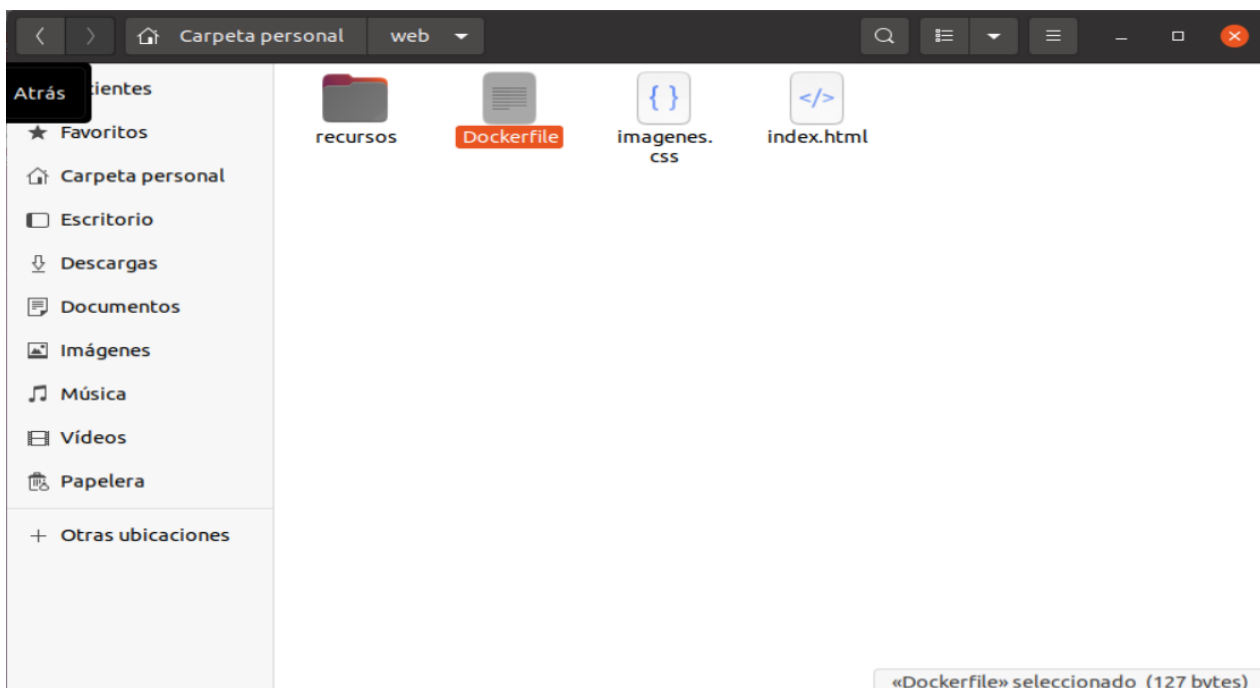 Carpeta personal web
Atrás
cientes
Favoritos
Carpeta personal
Escritorio
Descargas
Documentos
Imágenes
Música
Vídeos
Papelera
+ Otras ubicaciones
recursos
Dockerfile
imagenes.
css
index.html
«Dockerfile» seleccionado (127 bytes)